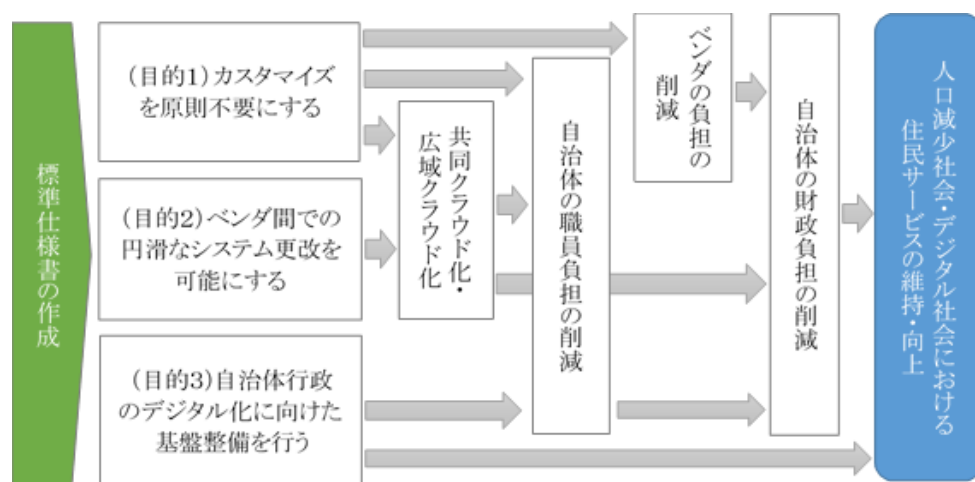 標準仕様書の作成
(目的1)カスタマイズ
を原則不要にする
(目的2)ベンダ間での
円滑なシステム更改を
可能にする
(目的3)自治体行政
のデジタル化に向けた
基盤整備を行う
共同クラウド化・
広域クラウド化
自治体の職員負担の削減
ベンダの負担の
削減
自治体の財政負担の削減
人口減少社会・デジタル社会における
住民サービスの維持・向上